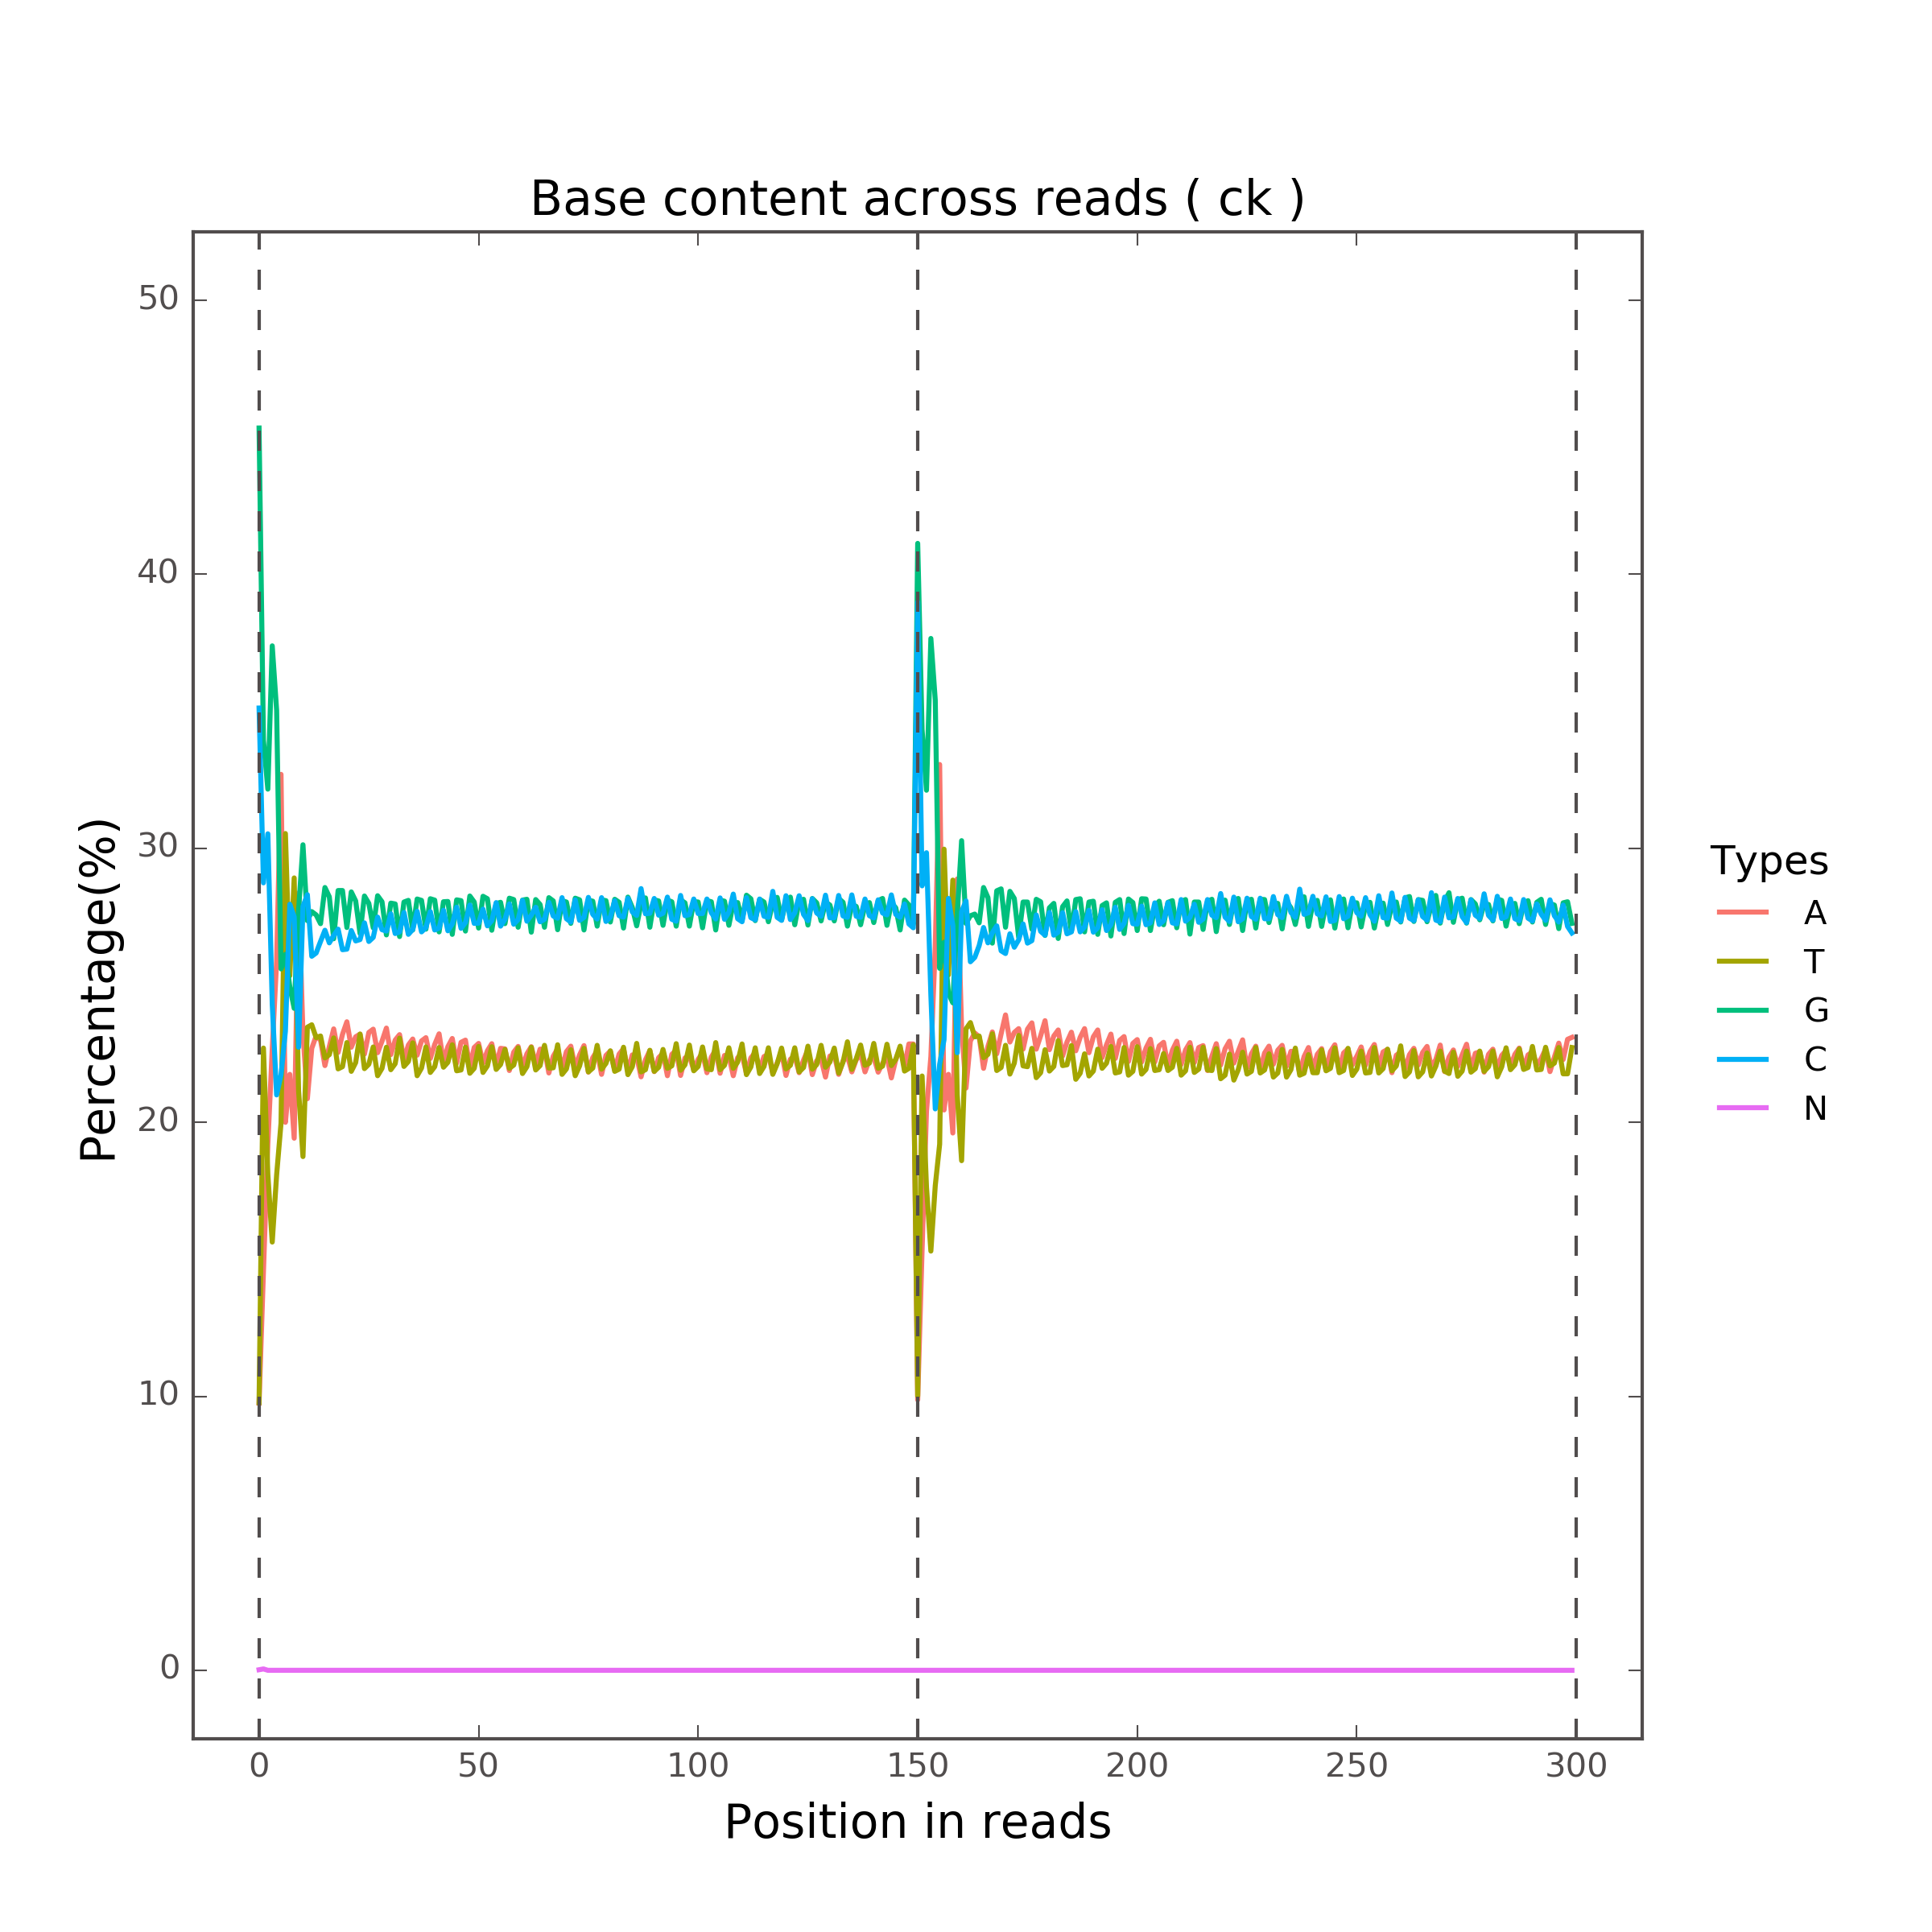 Base content across reads ( ck )
50
40
30
20
10
0
Percentage(%)
0 50 100 150 200 250 300
Position in reads
Types
A
T
G
C
N